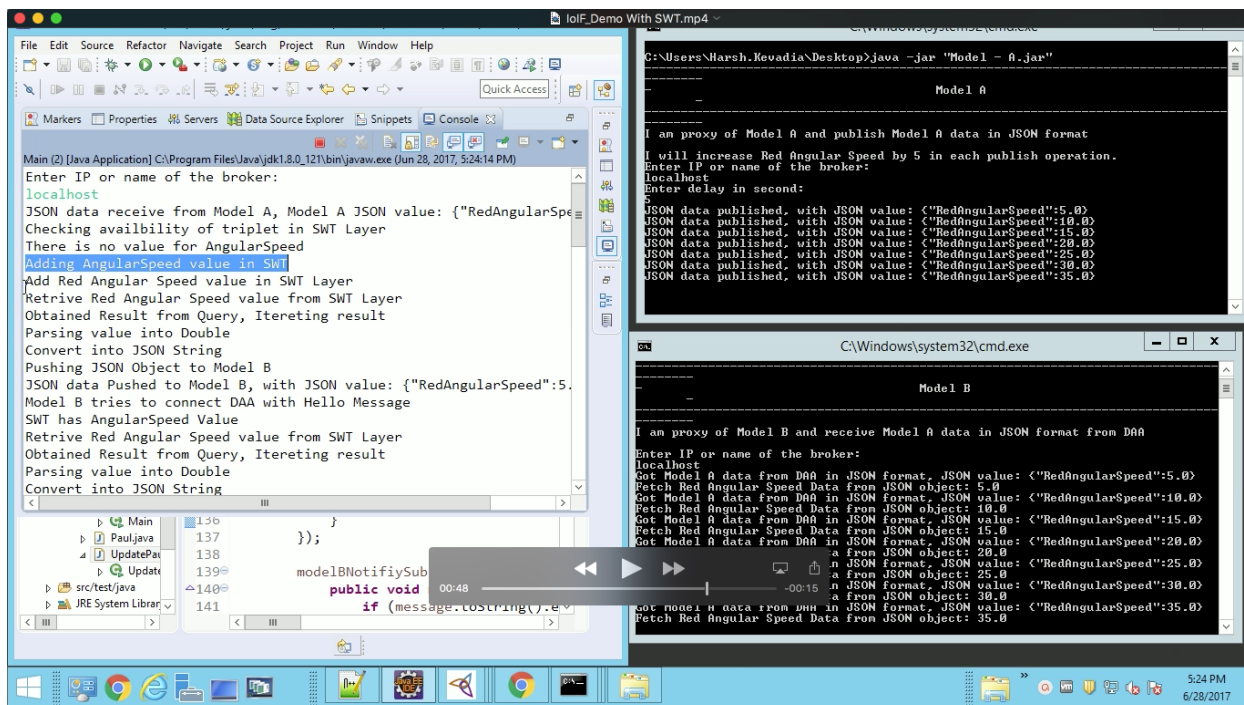 IoIF_Demo With SWT.mp4
File Edit Source Refactor Navigate Search Project Run Window Help
Quick Access
Markers Properties Servers Data Source Explorer Snippets Console
Main (2) [Java Application] C:\Program Files\Java\jdk1.8.0_121\bin\javaw.exe (Jun 28, 2017, 5:24:14 PM)
Enter IP or name of the broker:
localhost
JSON data receive from Model A, Model A JSON value: {"RedAngularSpe
Checking availbility of triplet in SWT Layer
There is no value for AngularSpeed
Adding AngularSpeed value in SWT
Add Red Angular Speed value in SWT Layer
Retrive Red Angular Speed value from SWT Layer
Obtained Result from Query, Itereting result
Parsing value into Double
Convert into JSON String
Pushing JSON Object to Model B
JSON data Pushed to Model B, with JSON value: {"RedAngularSpeed":5.
Model B tries to connect DAA with Hello Message
SWT has AngularSpeed Value
Retrive Red Angular Speed value from SWT Layer
Obtained Result from Query, Itereting result
Parsing value into Double
Convert into JSON String
Main
Paul.java
UpdatePau
Update
src/test/java
JRE System Librar
136 }
137 });
138
139 modelBNotifiySub
140 public void
141 if (message.toString().e
00:48 -00:15
C:\Windows\system32\cmd.exe
C:\Users\Harsh.Kevadia\Desktop>java -jar "Model - A.jar"
Model A
I am proxy of Model A and publish Model A data in JSON format
I will increase Red Angular Speed by 5 in each publish operation.
Enter IP or name of the broker:
localhost
Enter delay in second:
5
JSON data published, with JSON value: {"RedAngularSpeed":5.0}
JSON data published, with JSON value: {"RedAngularSpeed":10.0}
JSON data published, with JSON value: {"RedAngularSpeed":15.0}
JSON data published, with JSON value: {"RedAngularSpeed":20.0}
JSON data published, with JSON value: {"RedAngularSpeed":25.0}
JSON data published, with JSON value: {"RedAngularSpeed":30.0}
JSON data published, with JSON value: {"RedAngularSpeed":35.0}
C:\Windows\system32\cmd.exe
Model B
I am proxy of Model B and receive Model A data in JSON format from DAA
Enter IP or name of the broker:
localhost
Got Model A data from DAA in JSON format, JSON value: {"RedAngularSpeed":5.0}
Fetch Red Angular Speed Data from JSON object: 5.0
Got Model A data from DAA in JSON format, JSON value: {"RedAngularSpeed":10.0}
Fetch Red Angular Speed Data from JSON object: 10.0
Got Model A data from DAA in JSON format, JSON value: {"RedAngularSpeed":15.0}
Fetch Red Angular Speed Data from JSON object: 15.0
Got Model A data from DAA in JSON format, JSON value: {"RedAngularSpeed":20.0}
a from JSON object: 20.0
n JSON format, JSON value: {"RedAngularSpeed":25.0}
a from JSON object: 25.0
n JSON format, JSON value: {"RedAngularSpeed":30.0}
a from JSON object: 30.0
Got Model A data from DAA in JSON format, JSON value: {"RedAngularSpeed":35.0}
Fetch Red Angular Speed Data from JSON object: 35.0
5:24 PM
6/28/2017